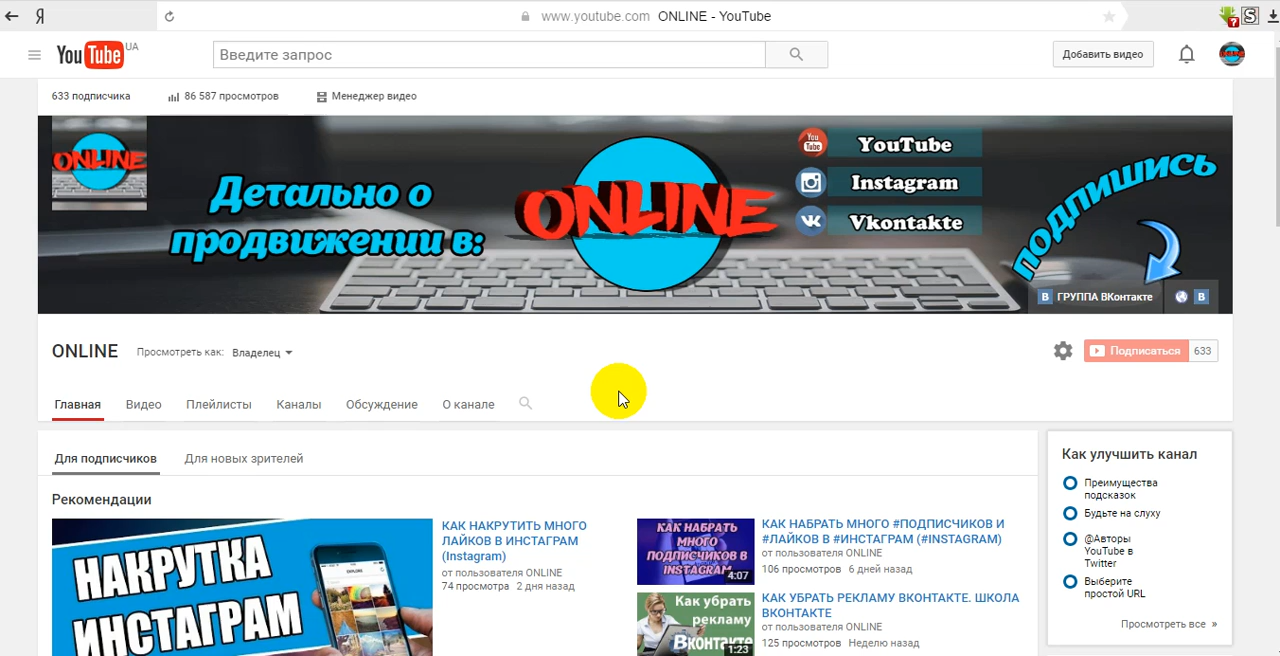 Я
www.youtube.com ONLINE - YouTube
S
YouTube UA
Введите запрос
Добавить видео
633 подписчика
86 587 просмотров
Менеджер видео
ONLINE
Детально о
продвижении в:
ONLINE
You Tube
YouTube
Instagram
Vkontakte
подпишись
B ГРУППА ВКонтакте
B
ONLINE
Просмотреть как: Владелец
Подписаться 633
Главная
Видео
Плейлисты
Каналы
Обсуждение
О канале
Для подписчиков
Для новых зрителей
Рекомендации
НАКРУТКА
ИНСТАГРАМ
КАК НАКРУТИТЬ МНОГО
ЛАЙКОВ В ИНСТАГРАМ
(Instagram)
от пользователя ONLINE
74 просмотра 2 дня назад
КАК НАБРАТЬ
МНОГО
ПОДПИСЧИКОВ В
INSTAGRAM
4:07
КАК НАБРАТЬ МНОГО #ПОДПИСЧИКОВ И
#ЛАЙКОВ В #ИНСТАГРАМ (#INSTAGRAM)
от пользователя ONLINE
106 просмотров 6 дней назад
Как убрать
рекламу
Вконтакте
1:23
КАК УБРАТЬ РЕКЛАМУ ВКОНТАКТЕ. ШКОЛА
ВКОНТАКТЕ
от пользователя ONLINE
125 просмотров Неделю назад
Как улучшить канал
Преимущества
подсказок
Будьте на слуху
@Авторы
YouTube в
Twitter
Выберите
простой URL
Просмотреть все »